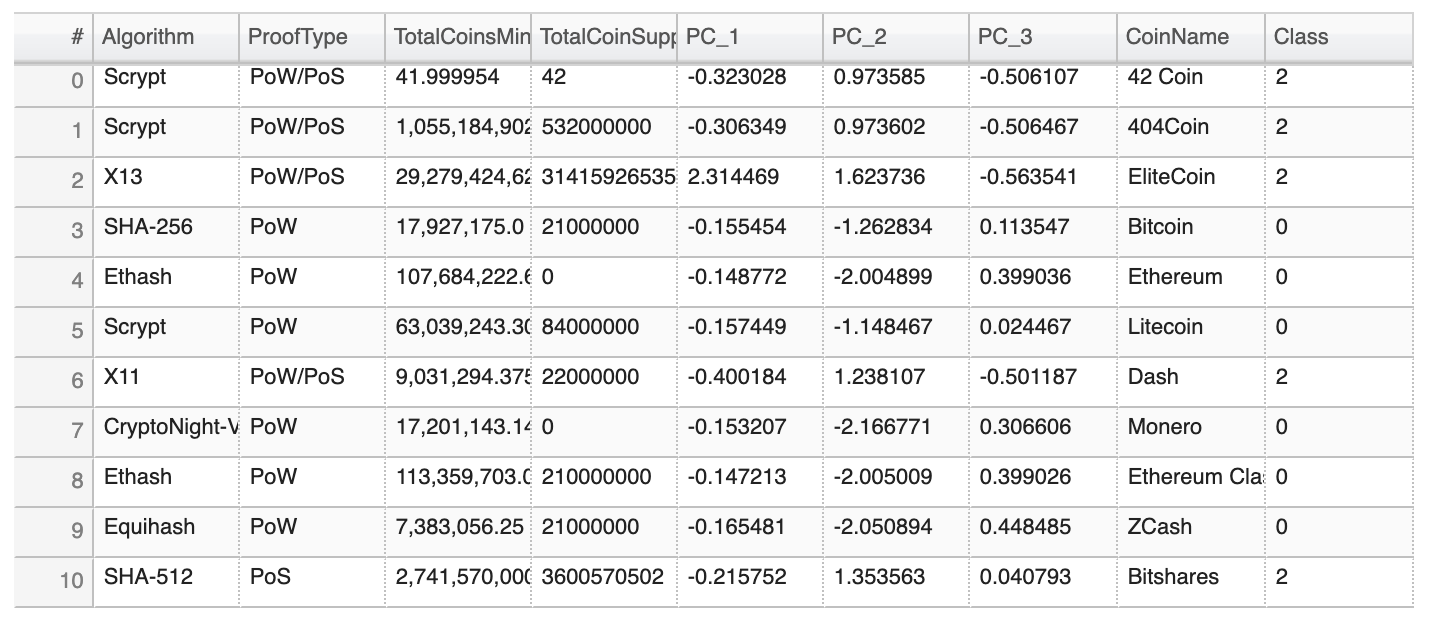 # Algorithm ProofType TotalCoinsMin TotalCoinSupp PC_1 PC_2 PC_3 CoinName Class
0 Scrypt PoW/PoS 41.999954 42 -0.323028 0.973585 -0.506107 42 Coin 2
1 Scrypt PoW/PoS 1,055,184,902 532000000 -0.306349 0.973602 -0.506467 404Coin 2
2 X13 PoW/PoS 29,279,424,62 31415926535 2.314469 1.623736 -0.563541 EliteCoin 2
3 SHA-256 PoW 17,927,175.0 21000000 -0.155454 -1.262834 0.113547 Bitcoin 0
4 Ethash PoW 107,684,222.6 0 -0.148772 -2.004899 0.399036 Ethereum 0
5 Scrypt PoW 63,039,243.30 84000000 -0.157449 -1.148467 0.024467 Litecoin 0
6 X11 PoW/PoS 9,031,294.375 22000000 -0.400184 1.238107 -0.501187 Dash 2
7 CryptoNight-V PoW 17,201,143.14 0 -0.153207 -2.166771 0.306606 Monero 0
8 Ethash PoW 113,359,703.0 210000000 -0.147213 -2.005009 0.399026 Ethereum Clas 0
9 Equihash PoW 7,383,056.25 21000000 -0.165481 -2.050894 0.448485 ZCash 0
10 SHA-512 PoS 2,741,570,000 3600570502 -0.215752 1.353563 0.040793 Bitshares 2